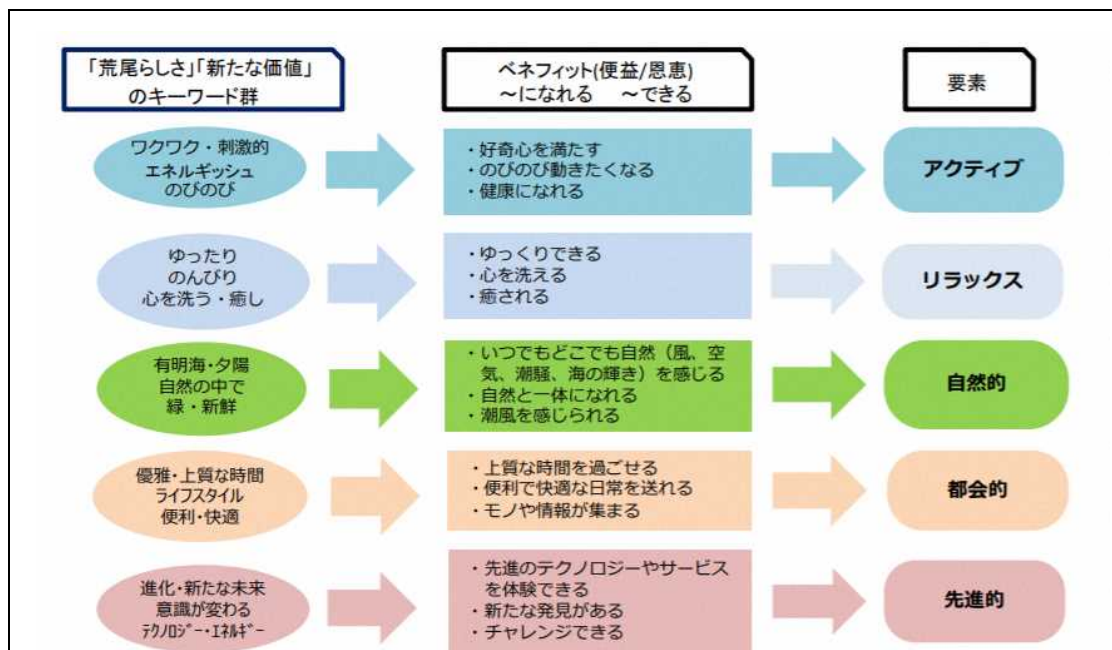 「荒尾らしさ」「新たな価値」
のキーワード群
ベネフィット(便益/恩恵)
～になれる　～できる
要素
ワクワク・刺激的
エネルギッシュ
のびのび
・好奇心を満たす
・のびのび動きたくなる
・健康になれる
アクティブ
ゆったり
のんびり
心を洗う・癒し
・ゆっくりできる
・心を洗える
・癒される
リラックス
有明海・夕陽
自然の中で
緑・新鮮
・いつでもどこでも自然（風、空
気、潮騒、海の輝き）を感じる
・自然と一体になれる
・潮風を感じられる
自然的
優雅・上質な時間
ライフスタイル
便利・快適
・上質な時間を過ごせる
・便利で快適な日常を送れる
・モノや情報が集まる
都会的
進化・新たな未来
意識が変わる
ﾃｸﾉﾛｼﾞｰ・ｴﾈﾙｷﾞｰ
・先進のテクノロジーやサービス
を体験できる
・新たな発見がある
・チャレンジできる
先進的